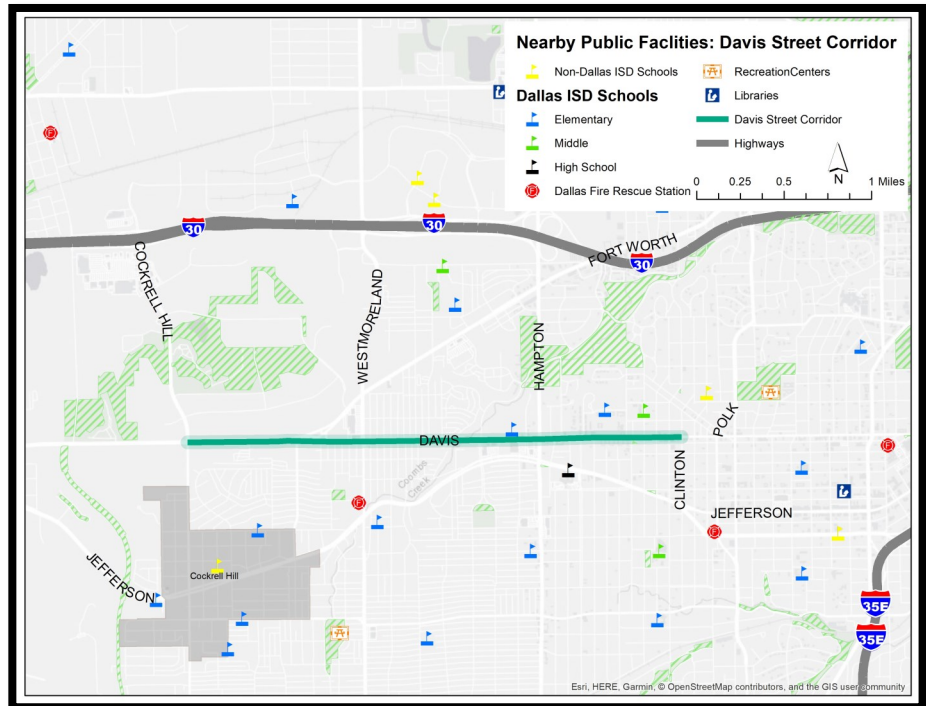 Nearby Public Faclities: Davis Street Corridor
Non-Dallas ISD Schools
RecreationCenters
Dallas ISD Schools
Libraries
Elementary
Davis Street Corridor
Middle
Highways
High School
N
Dallas Fire Rescue Station
0 0.25 0.5 1 Miles
F
30
30
FORT WORTH
30
COCKRELL HILL
WESTMORELAND
HAMPTON
POLK
DAVIS
F
Coombs
Creek
CLINTON
F
JEFFERSON
F
JEFFERSON
Cockrell Hill
35E
35E
Esri, HERE, Garmin, © OpenStreetMap contributors, and the GIS user community